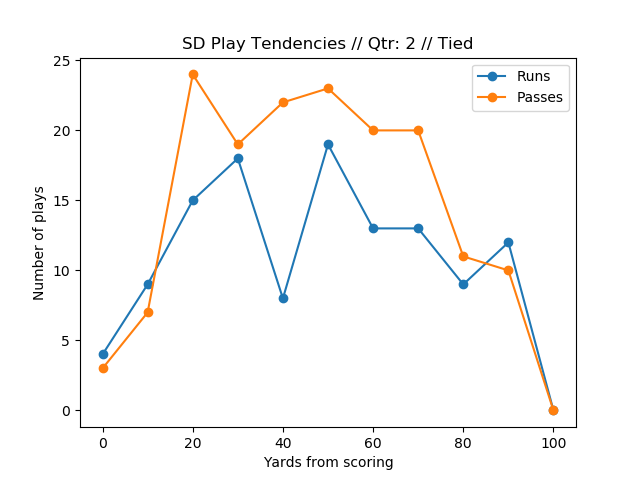 SD Play Tendencies // Qtr: 2 // Tied
Runs
Passes
Number of plays
25
20
15
10
5
0
0 20 40 60 80 100
Yards from scoring